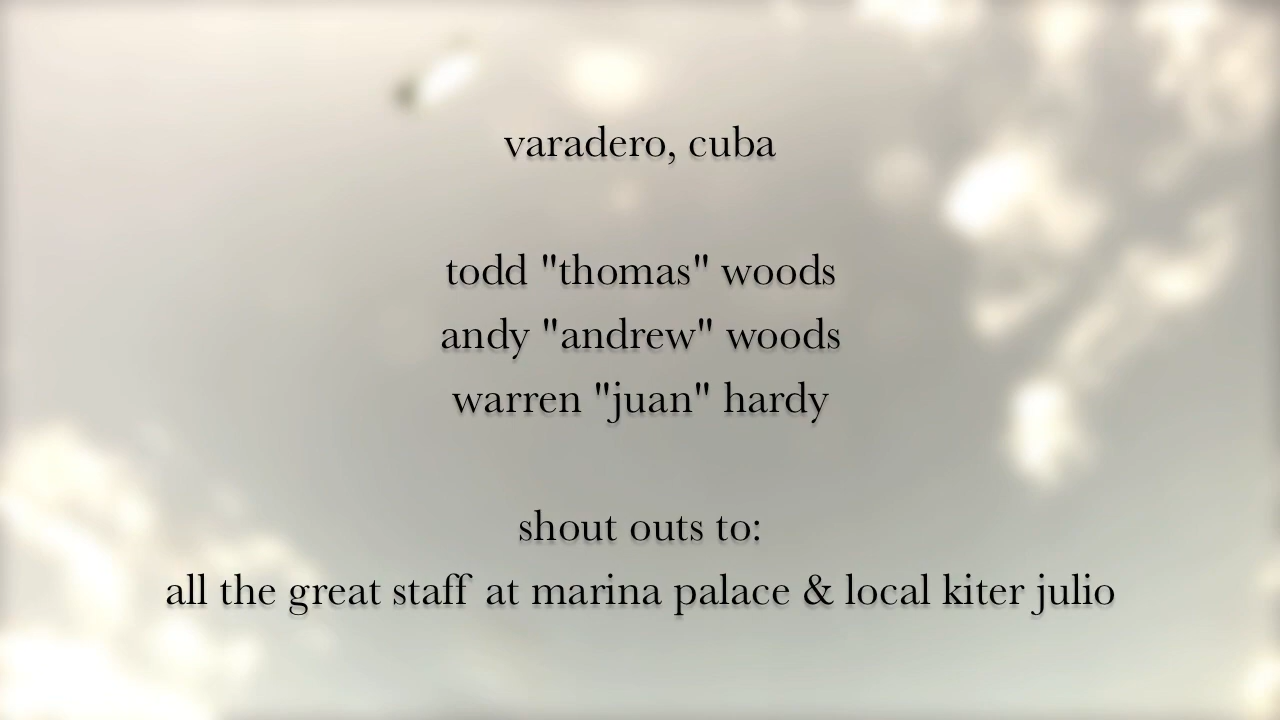 varadero, cuba
todd "thomas" woods
andy "andrew" woods
warren "juan" hardy
shout outs to:
all the great staff at marina palace & local kiter julio